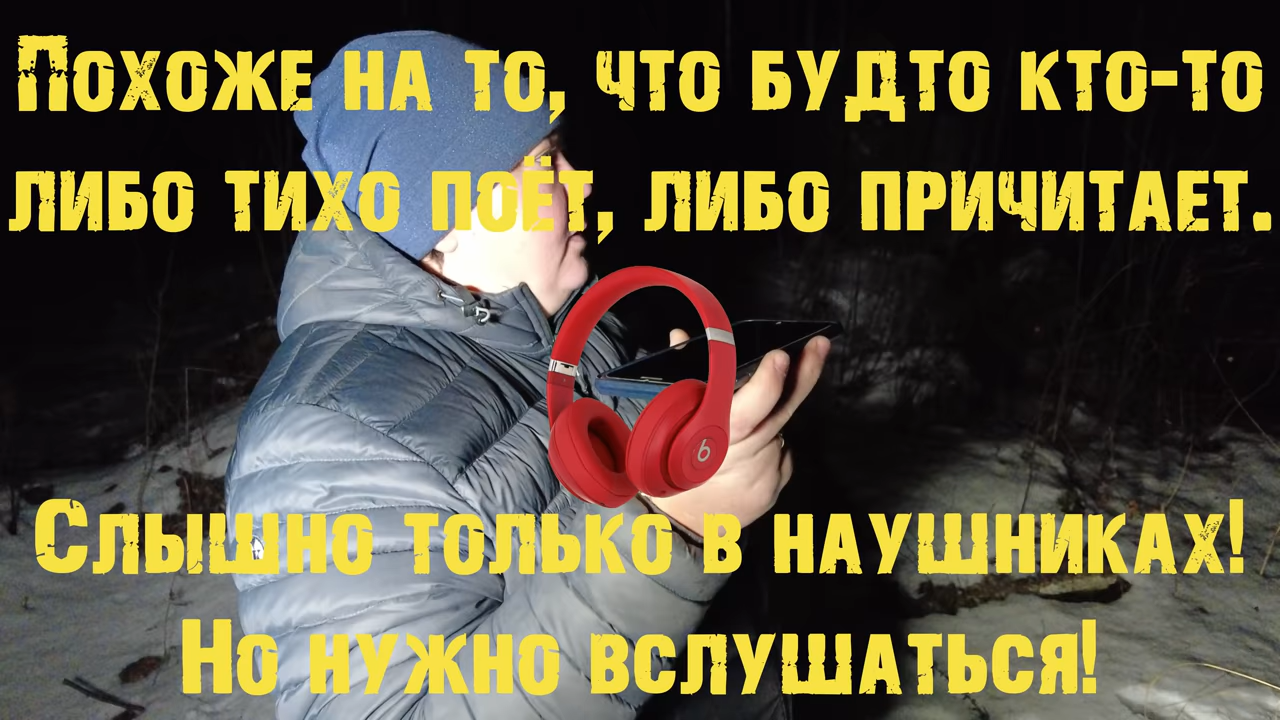 Похоже на то, что будто кто-то
либо тихо поёт, либо причитает.
Слышно только в наушниках!
Но нужно вслушаться!